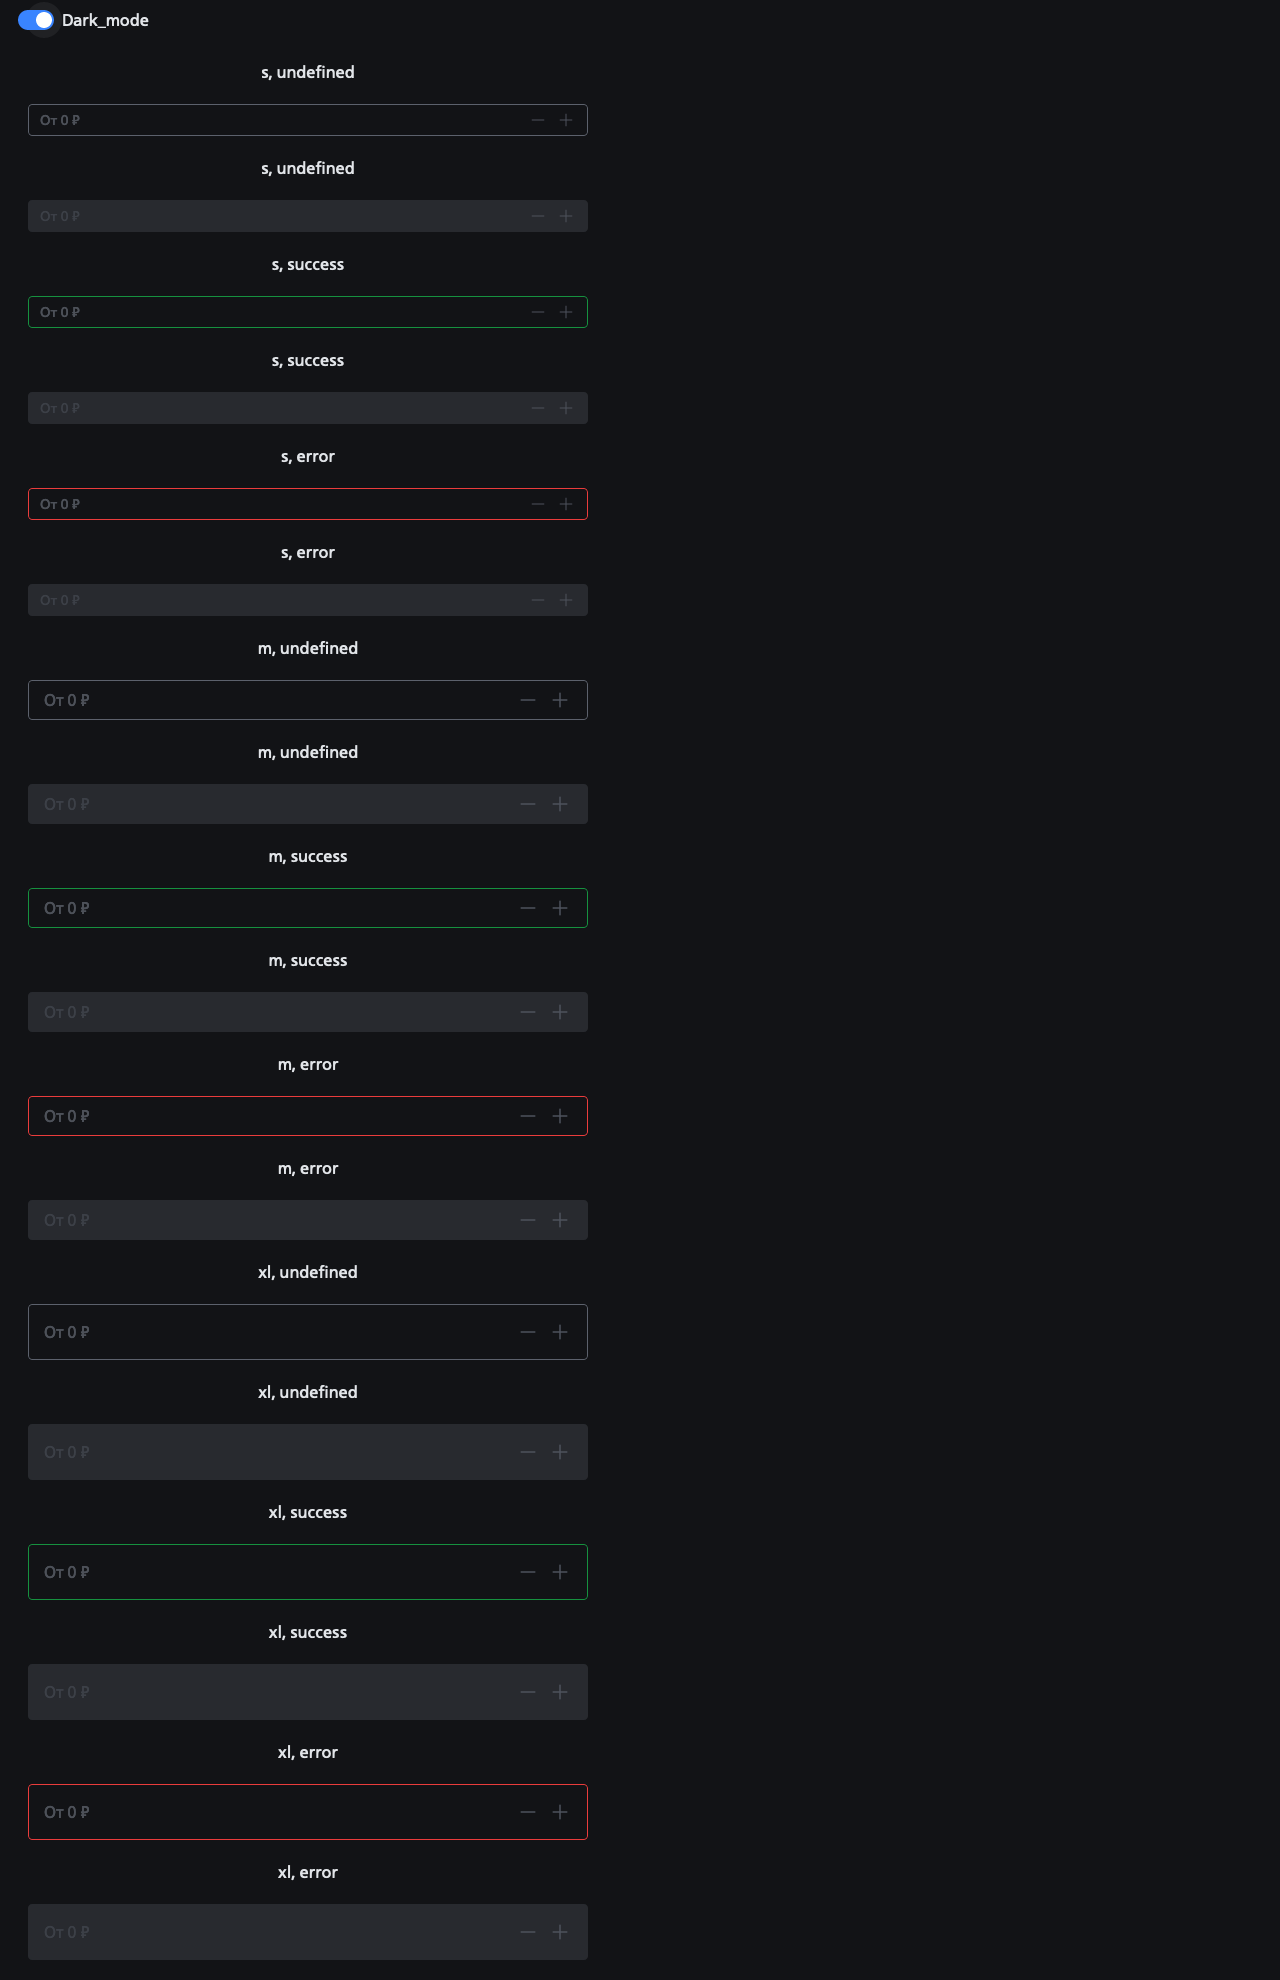 Dark_mode
s, undefined
От 0 ₽
s, undefined
От 0 ₽
s, success
От 0 ₽
s, success
От 0 ₽
s, error
От 0 ₽
s, error
От 0 ₽
m, undefined
От 0 ₽
m, undefined
От 0 ₽
m, success
От 0 ₽
m, success
От 0 ₽
m, error
От 0 ₽
m, error
От 0 ₽
xl, undefined
От 0 ₽
xl, undefined
От 0 ₽
xl, success
От 0 ₽
xl, success
От 0 ₽
xl, error
От 0 ₽
xl, error
От 0 ₽